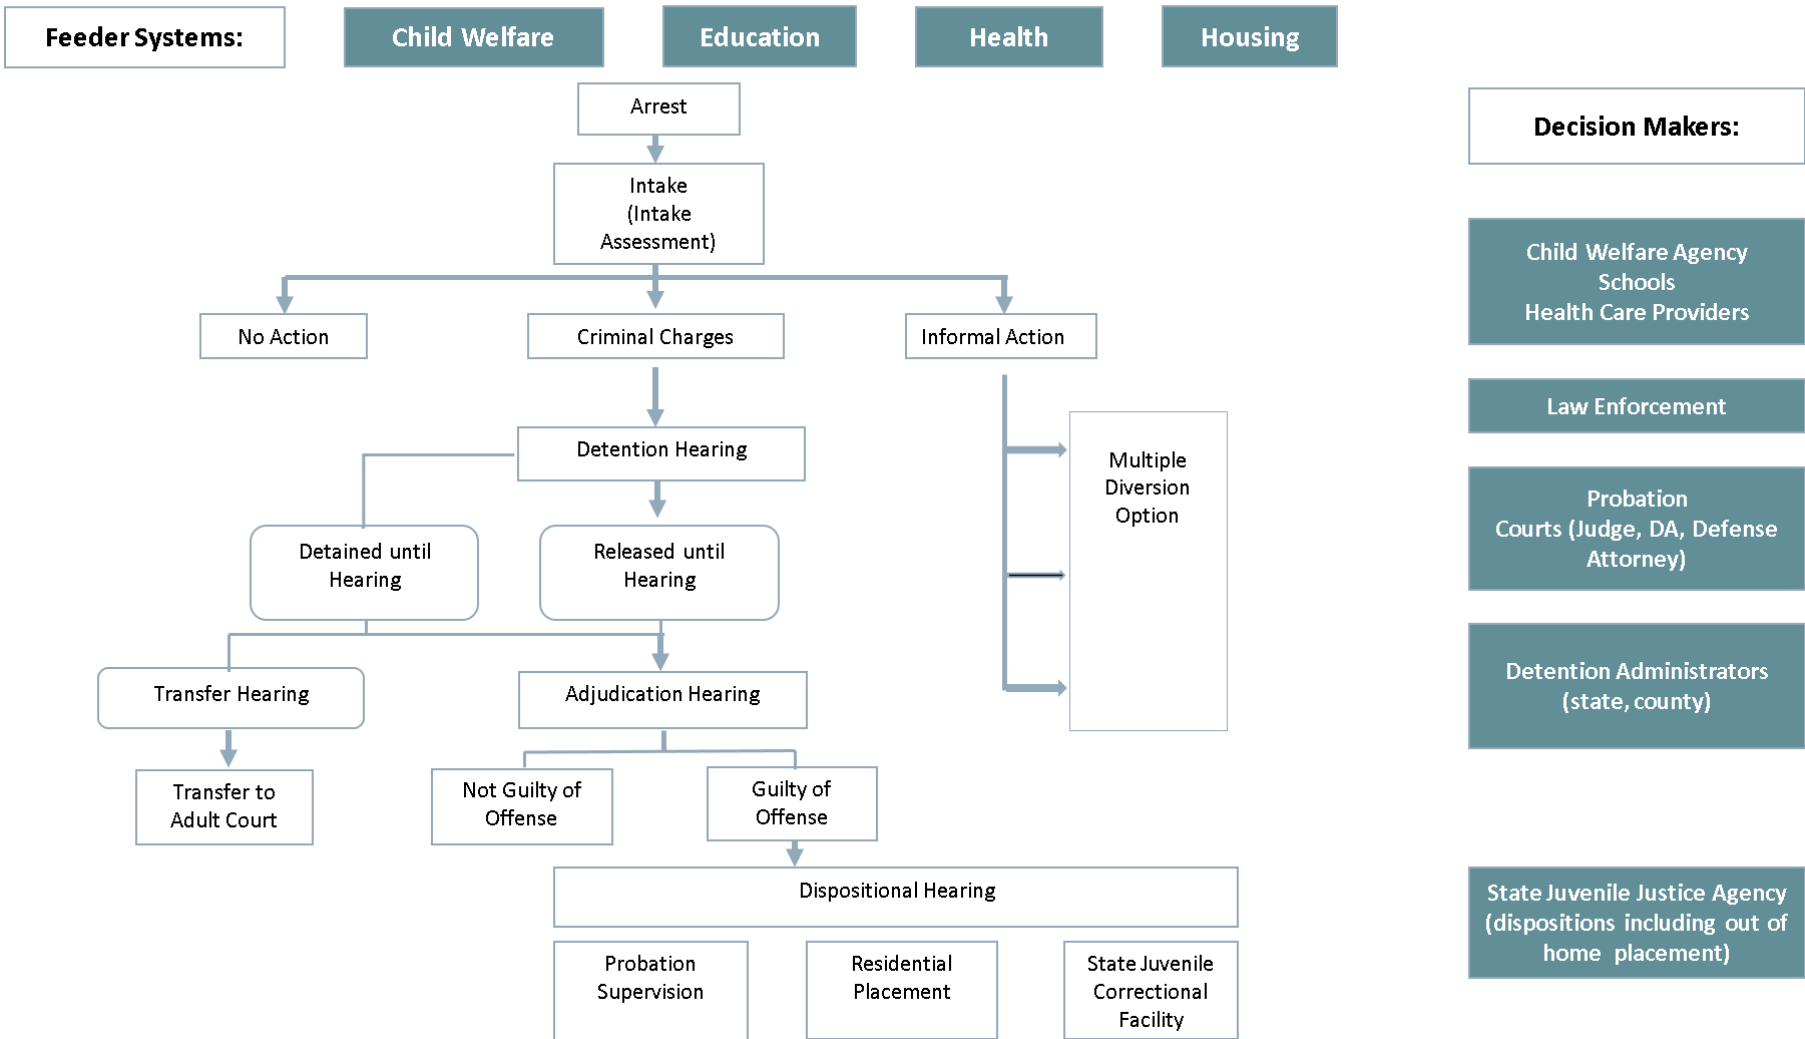 Feeder Systems:
Child Welfare
Education
Health
Housing
Arrest
Intake
(Intake
Assessment)
No Action
Criminal Charges
Informal Action
Detention Hearing
Multiple
Diversion
Option
Detained until
Hearing
Released until
Hearing
Transfer Hearing
Adjudication Hearing
Transfer to
Adult Court
Not Guilty of
Offense
Guilty of
Offense
Dispositional Hearing
Probation
Supervision
Residential
Placement
State Juvenile
Correctional
Facility
Decision Makers:
Child Welfare Agency
Schools
Health Care Providers
Law Enforcement
Probation
Courts (Judge, DA, Defense
Attorney)
Detention Administrators
(state, county)
State Juvenile Justice Agency
(dispositions including out of
home placement)